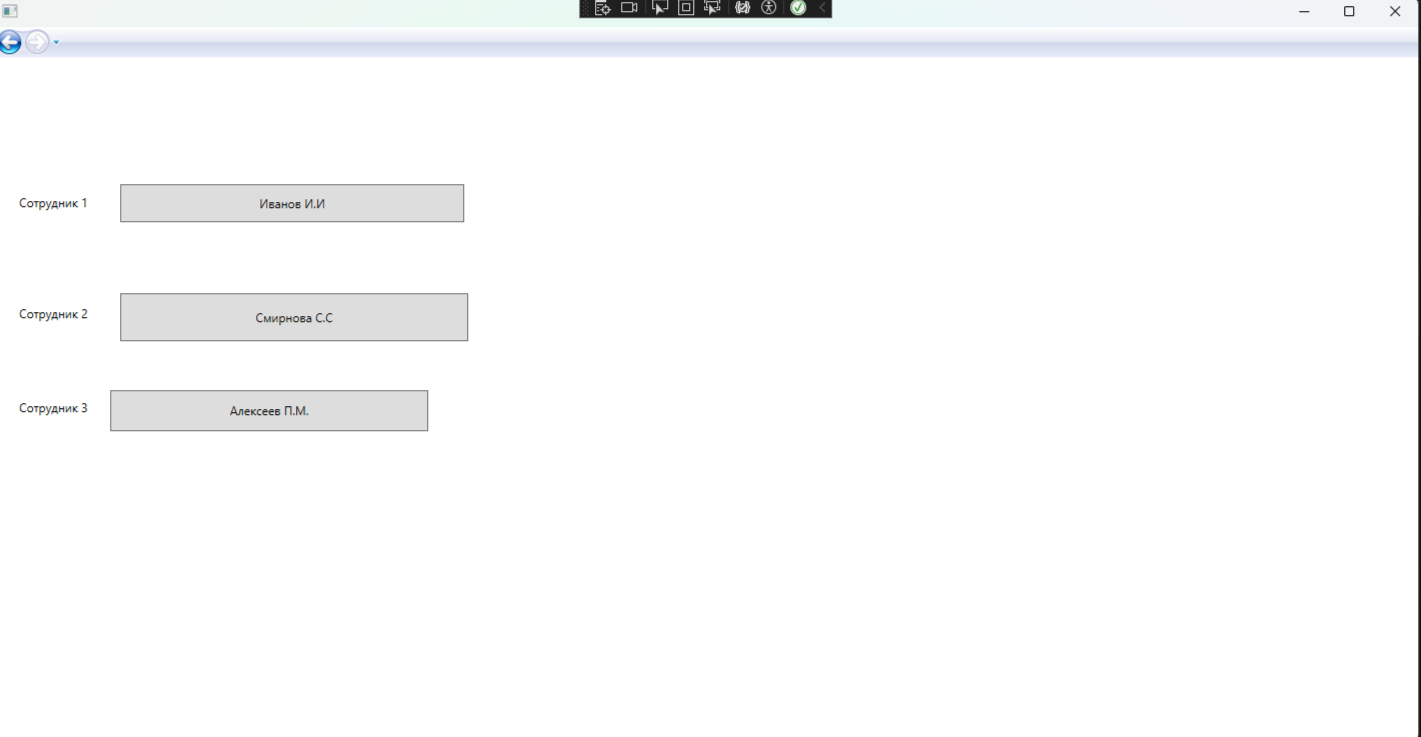 Сотрудник 1
Иванов И.И
Сотрудник 2
Смирнова С.С
Сотрудник 3
Алексеев П.М.